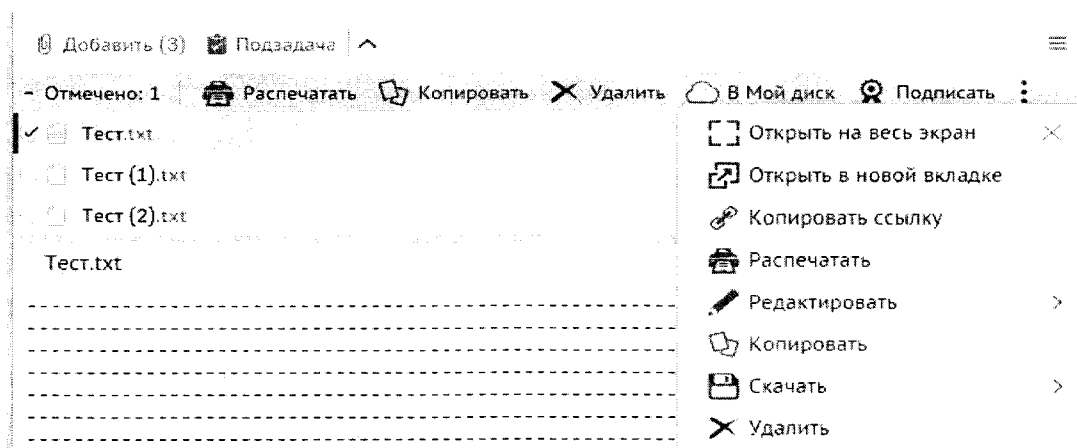 Добавить (3) Подзадача
- Отмечено: 1 Распечатать Копировать Удалить В Мой диск Подписать
Тест.txt
Тест (1).txt
Тест (2).txt
Тест.txt
Открыть на весь экран
Открыть в новой вкладке
Копировать ссылку
Распечатать
Редактировать
Копировать
Скачать
Удалить